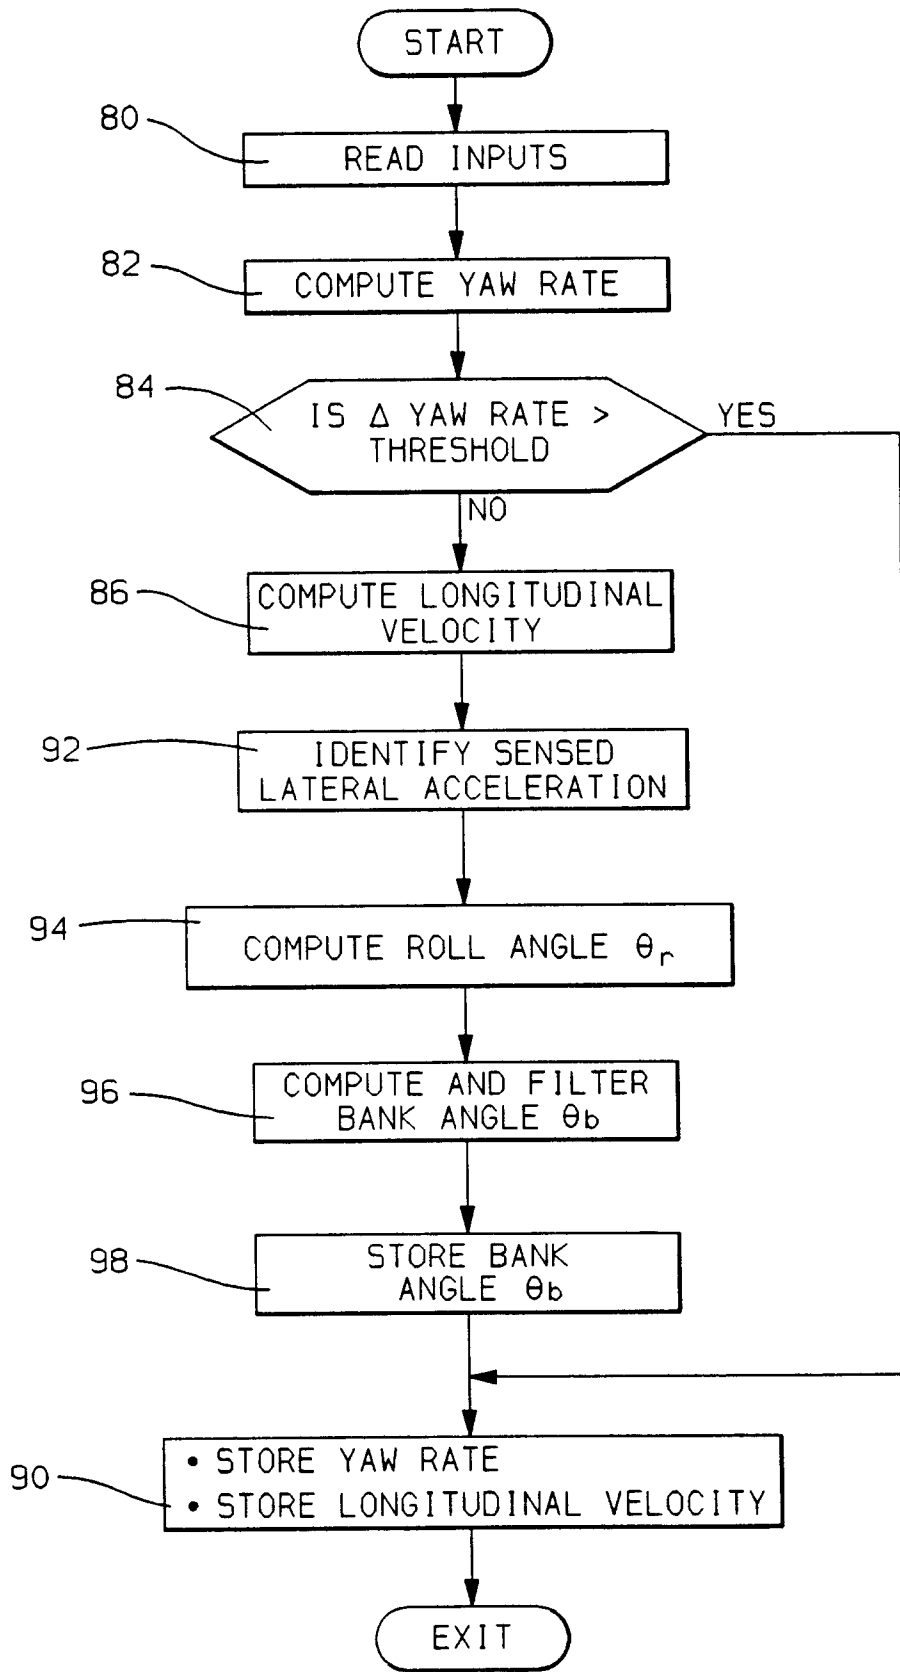 START
80
READ INPUTS
82
COMPUTE YAW RATE
84
IS Δ YAW RATE >
THRESHOLD
YES
NO
86
COMPUTE LONGITUDINAL
VELOCITY
92
IDENTIFY SENSED
LATERAL ACCELERATION
94
COMPUTE ROLL ANGLE θr
96
COMPUTE AND FILTER
BANK ANGLE θb
98
STORE BANK
ANGLE θb
90
• STORE YAW RATE
• STORE LONGITUDINAL VELOCITY
EXIT